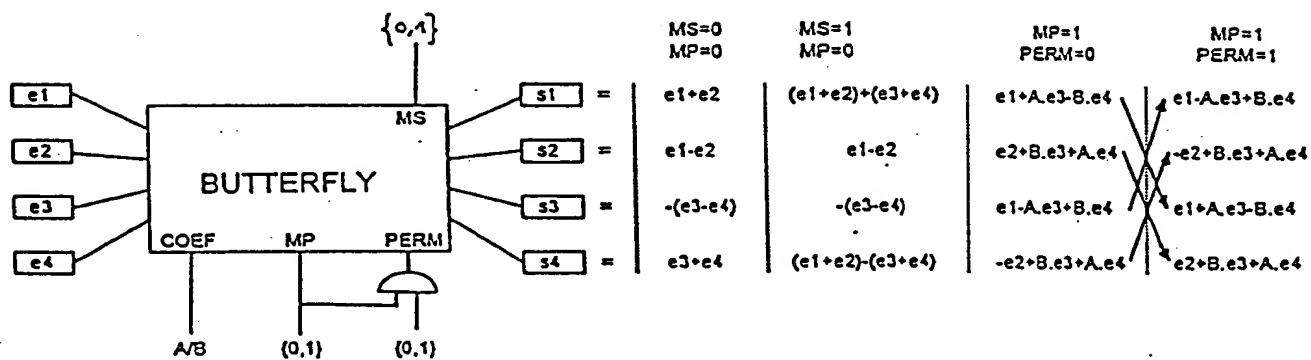 {0,1}
MS=0 MS=1 MP=1 MP=1
MP=0 MP=0 PERM=0 PERM=1
e1 MS s1 = e1+e2 (e1+e2)+(e3+e4) e1+A.e3-B.e4 e1-A.e3+B.e4
e2 s2 = e1-e2 e1-e2 e2+B.e3+A.e4 -e2+B.e3+A.e4
BUTTERFLY
e3 s3 = -(e3-e4) -(e3-e4) e1-A.e3+B.e4 e1+A.e3-B.e4
COEF MP PERM
e4 s4 = e3+e4 (e1+e2)-(e3+e4) -e2+B.e3+A.e4 e2+B.e3+A.e4
A/B {0,1} {0,1}